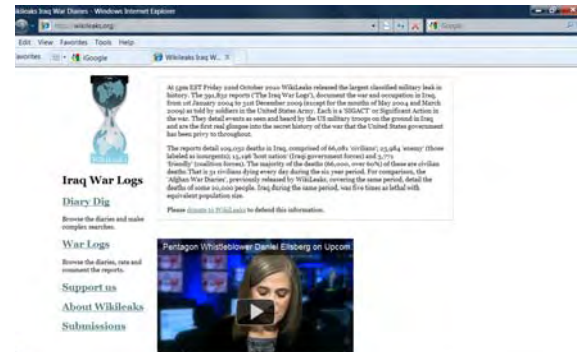 Wikileaks Iraq War Diaries - Windows Internet Explorer
wikileaks.org/
Google
Edit View Favorites Tools Help
avorites
iGoogle
Wikileaks Iraq W... X
WikiLeaks
At 5pm EST Friday 22nd October 2010 WikiLeaks released the largest classified military leak in
history. The 391,832 reports ('The Iraq War Logs'), document the war and occupation in Iraq,
from 1st January 2004 to 31st December 2009 (except for the months of May 2004 and March
2009) as told by soldiers in the United States Army. Each is a 'SIGACT' or Significant Action in
the war. They detail events as seen and heard by the US military troops on the ground in Iraq
and are the first real glimpse into the secret history of the war that the United States government
has been privy to throughout.
The reports detail 109,032 deaths in Iraq, comprised of 66,081 'civilians'; 23,984 'enemy' (those
labeled as insurgents); 15,196 'host nation' (Iraqi government forces) and 3,771
'friendly' (coalition forces). The majority of the deaths (66,000, over 60%) of these are civilian
deaths. That is 31 civilians dying every day during the six year period. For comparison, the
'Afghan War Diaries', previously released by WikiLeaks, covering the same period, detail the
deaths of some 20,000 people. Iraq during the same period, was five times as lethal with
equivalent population size.
Please donate to WikiLeaks to defend this information.
Iraq War Logs
Diary Dig
Browse the diaries and make
complex searches.
War Logs
Browse the diaries, rate and
comment the reports.
Support us
About Wikileaks
Submissions
Pentagon Whistleblower Daniel Ellsberg on Upcom